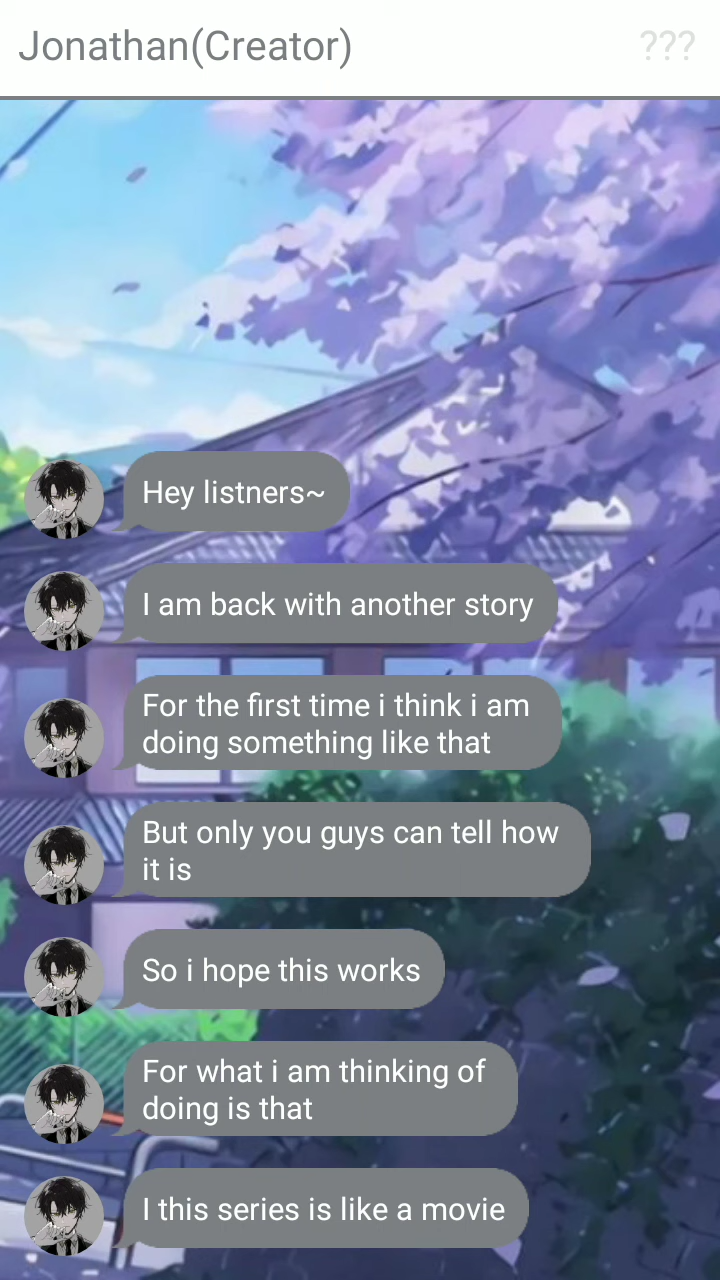 Jonathan(Creator)
???
Hey listners~
I am back with another story
For the first time i think i am
doing something like that
But only you guys can tell how
it is
So i hope this works
For what i am thinking of
doing is that
I this series is like a movie